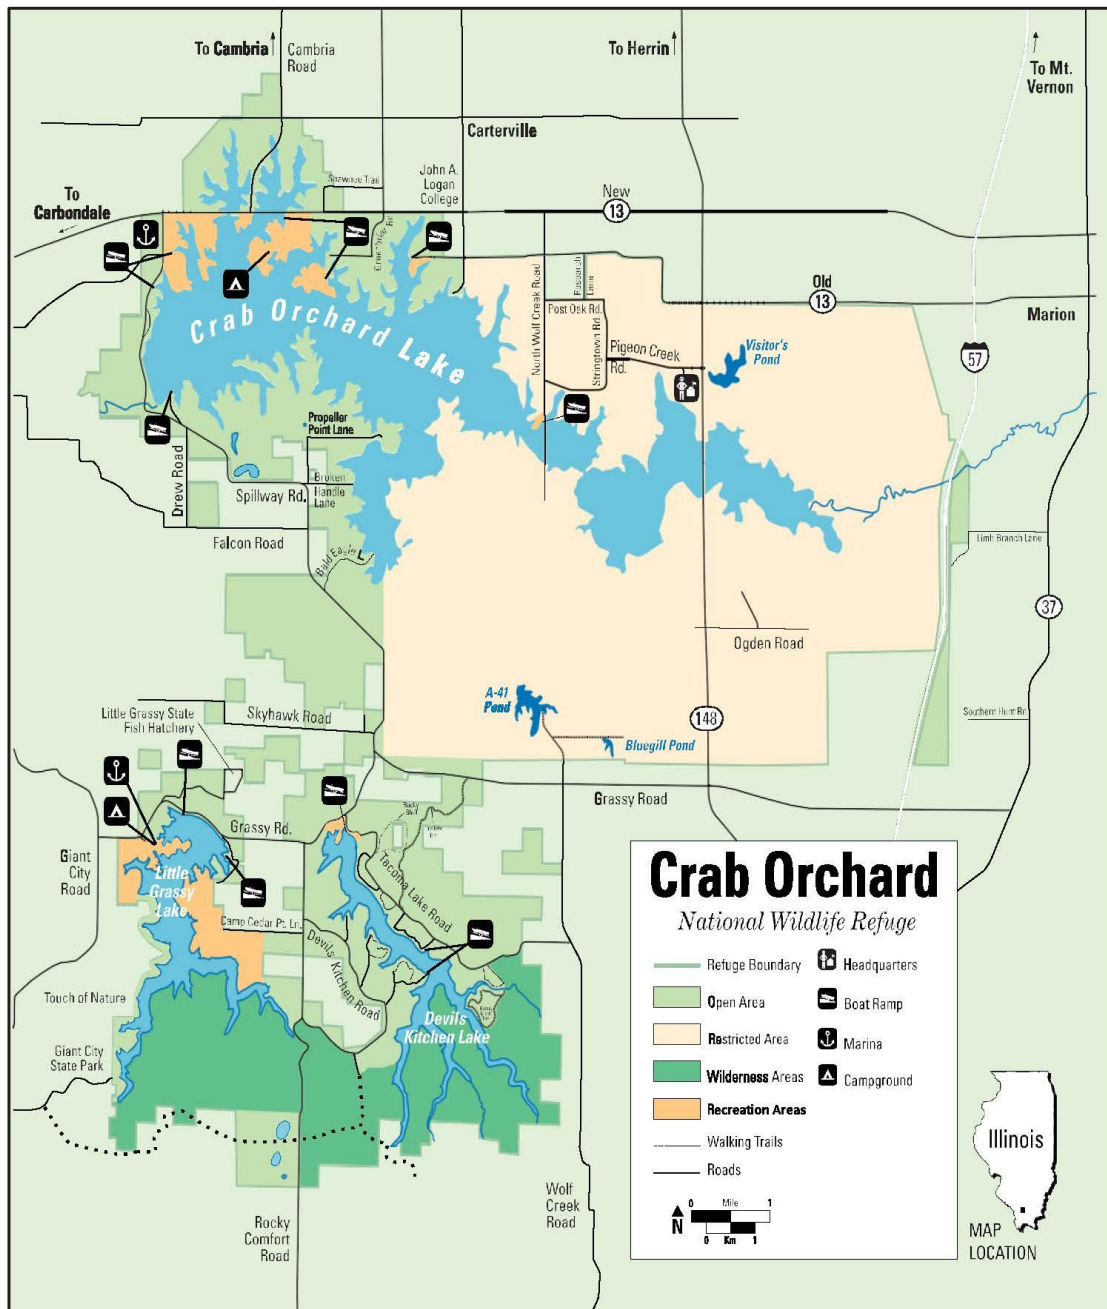 To Cambria
Cambria
Road
To Herrin
To Mt.
Vernon
Carterville
To
Carbondale
Shawnee Trail
John A.
Logan
College
New
13
Greenbriar Rd
Old
13
Marion
Crab Orchard Lake
North Wolf Creek Road
Lane
Post Oak Rd.
Stringtown Rd.
Pigeon Creek
Rd.
Visitor's
Pond
57
Propeller
Point Lane
Drew Road
Spillway Rd.
Broken
Handle
Lane
Falcon Road
Bald Eagle
Limb Branch Lane
37
Ogden Road
A-41
Pond
148
Bluegill Pond
Southern Hunt Rd
Skyhawk Road
Little Grassy State
Fish Hatchery
Grassy Road
Grassy Rd.
Rocky
Bluff
Giant
City
Road
Little
Grassy
Lake
Tacoma Lake Road
Camp Cedar Pt. Ln.
Devils Kitchen Road
Touch of Nature
Devils
Kitchen Lake
Giant City
State Park
Rocky
Comfort
Road
Wolf
Creek
Road
Crab Orchard
National Wildlife Refuge
Refuge Boundary
Open Area
Restricted Area
Wilderness Areas
Recreation Areas
Walking Trails
Roads
Headquarters
Boat Ramp
Marina
Campground
0 Mile 1
N
0 Km 1
Illinois
MAP
LOCATION